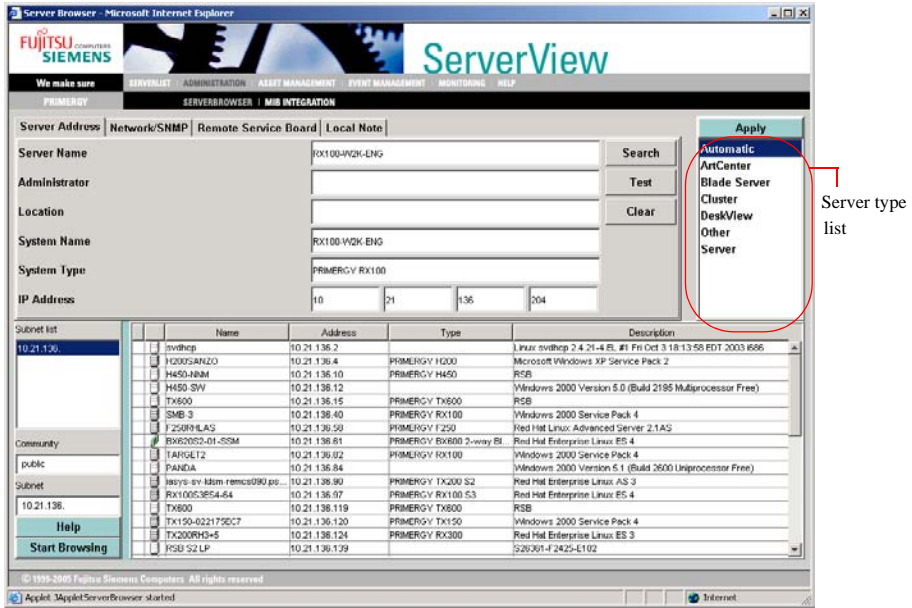 Server Browser - Microsoft Internet Explorer
FUJITSU COMPUTERS
SIEMENS
ServerView
We make sure
SERVERLIST | ADMINISTRATION | ASSET MANAGEMENT | EVENT MANAGEMENT | MONITORING | HELP
PRIMERGY
SERVERBROWSER | MIB INTEGRATION
Server Address Network/SNMP Remote Service Board Local Note
Apply
Server Name RX100-W2K-ENG Search
Administrator Test
Location Clear
System Name RX100-W2K-ENG
System Type PRIMERGY RX100
IP Address 10 21 136 204
Automatic
ArtCenter
Blade Server
Cluster
DeskView
Other
Server
Server type
list
Subnet list
10.21.136.
Community
public
Subnet
10.21.136.
Help
Start Browsing
Name Address Type Description
svdhcp 10.21.136.2 Linux svdhcp 2.4.21-4.EL #1 Fri Oct 3 18:13:58 EDT 2003 i686
H200SANZO 10.21.136.4 PRIMERGY H200 Microsoft Windows XP Service Pack 2
H450-NNM 10.21.136.10 PRIMERGY H450 RSB
H450-SW 10.21.136.12 Windows 2000 Version 5.0 (Build 2195 Multiprocessor Free)
TX600 10.21.136.15 PRIMERGY TX600 RSB
SMB-3 10.21.136.40 PRIMERGY RX100 Windows 2000 Service Pack 4
F250RHLAS 10.21.136.58 PRIMERGY F250 Red Hat Linux Advanced Server 2.1AS
BX620S2-01-SSM 10.21.136.61 PRIMERGY BX600 2-way Bl... Red Hat Enterprise Linux ES 4
TARGET2 10.21.136.82 PRIMERGY RX100 Windows 2000 Service Pack 4
PANDA 10.21.136.84 Windows 2000 Version 5.1 (Build 2600 Uniprocessor Free)
iasys-sv-ldsm-remcs090.ps... 10.21.136.90 PRIMERGY TX200 S2 Red Hat Enterprise Linux AS 3
RX100S3ES4-64 10.21.136.97 PRIMERGY RX100 S3 Red Hat Enterprise Linux ES 4
TX600 10.21.136.119 PRIMERGY TX600 RSB
TX150-022175EC7 10.21.136.120 PRIMERGY TX150 Windows 2000 Service Pack 4
TX200RH3+5 10.21.136.124 PRIMERGY RX300 Red Hat Enterprise Linux ES 3
RSB S2 LP 10.21.136.139 S26361-F2425-E102
© 1999-2005 Fujitsu Siemens Computers All rights reserved
Applet JAppletServerBrowser started
Internet